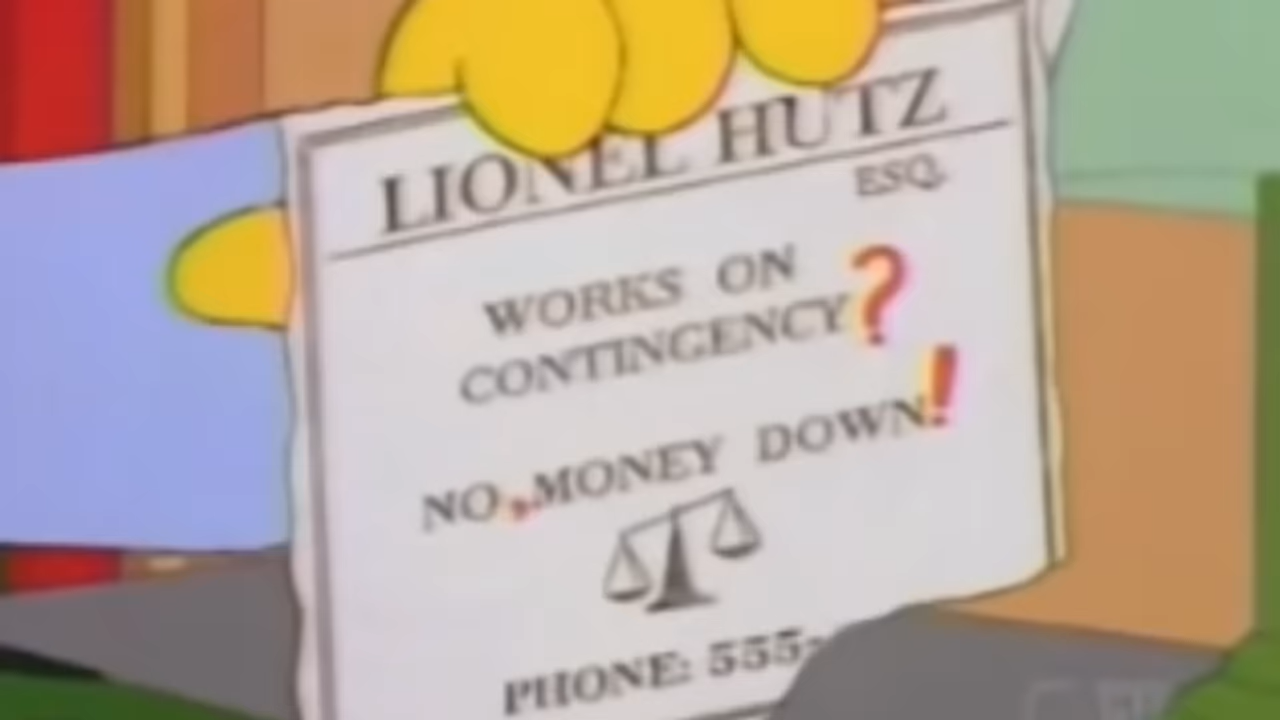 LIONEL HUTZ
ESQ.
WORKS ON
CONTINGENCY?
NO, MONEY DOWN!
PHONE: 555-